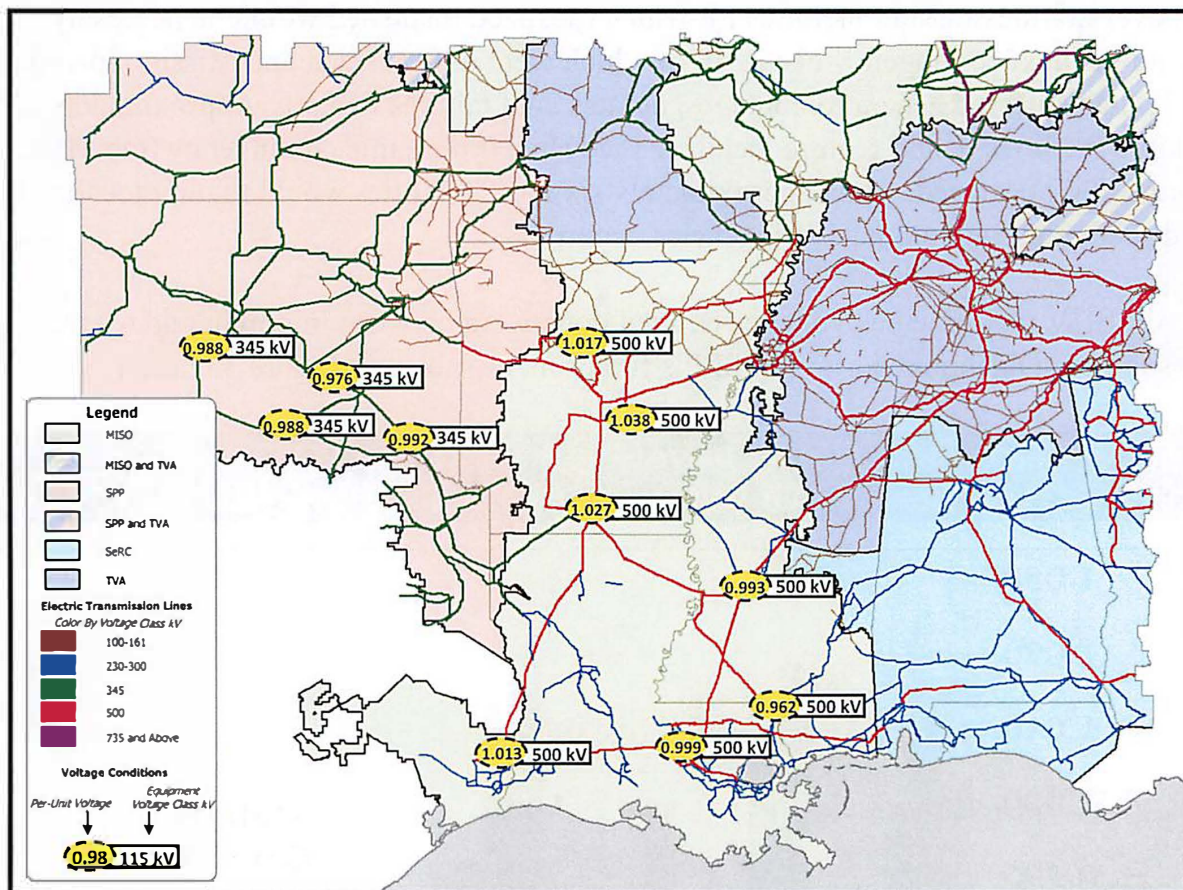 0.988 345 kV
0.976 345 kV
0.988 345 kV
0.992 345 kV
1.017 500 kV
1.038 500 kV
1.027 500 kV
0.993 500 kV
0.962 500 kV
0.999 500 kV
1.013 500 kV
Legend
MISO
MISO and TVA
SPP
SPP and TVA
SeRC
TVA
Electric Transmission Lines
Color By Voltage Class kV
100-161
230-300
345
500
735 and Above
Voltage Conditions
Per-Unit Voltage
Equipment
Voltage Class kV
0.98 115 kV